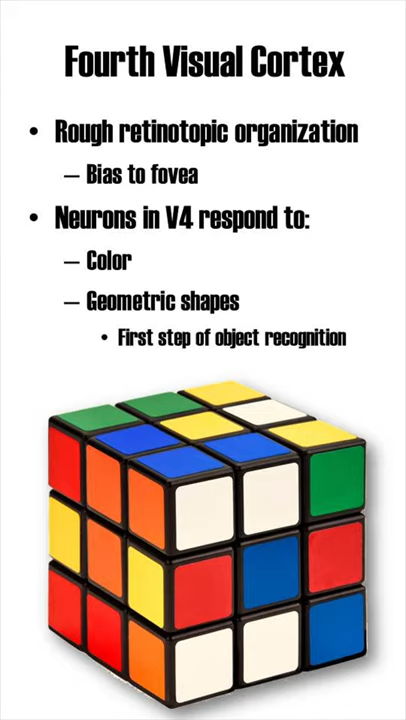 Fourth Visual Cortex
• Rough retinotopic organization
– Bias to fovea
• Neurons in V4 respond to:
– Color
– Geometric shapes
• First step of object recognition